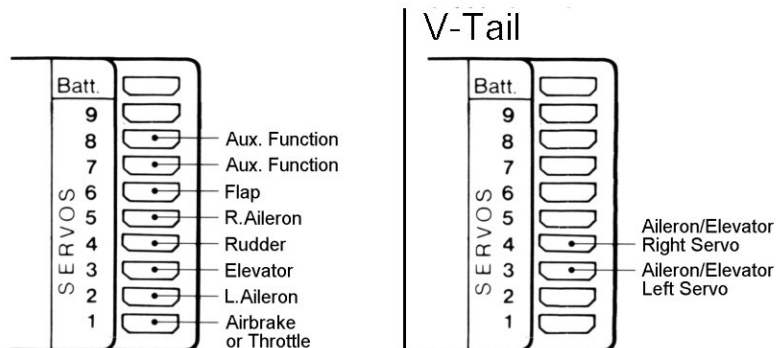 Batt.
9
8 Aux. Function
7 Aux. Function
6 Flap
5 R.Aileron
4 Rudder
3 Elevator
2 L.Aileron
1 Airbrake
or Throttle
SERVOS
V-Tail
Batt.
9
8
7
6
5
4 Aileron/Elevator
Right Servo
3 Aileron/Elevator
Left Servo
2
1
SERVOS